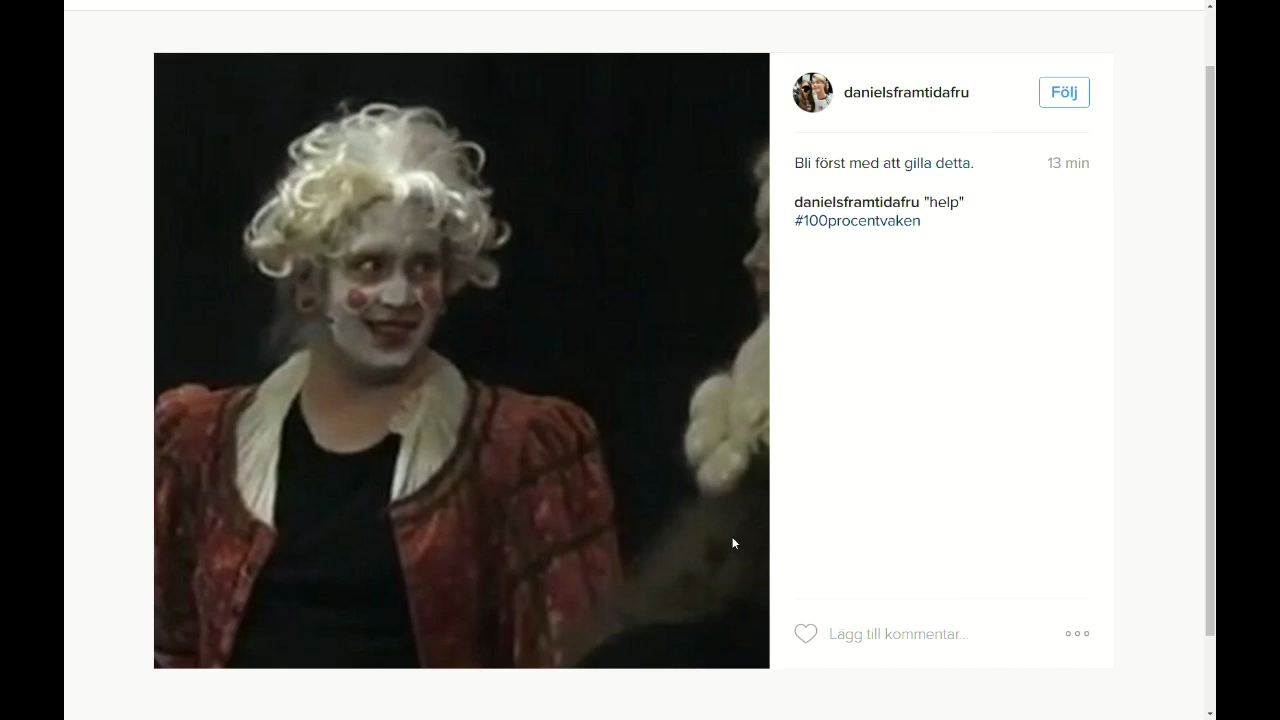 danielsframtidafru
Följ
Bli först med att gilla detta.
13 min
danielsframtidafru "help"
#100procentvaken
Lägg till kommentar...